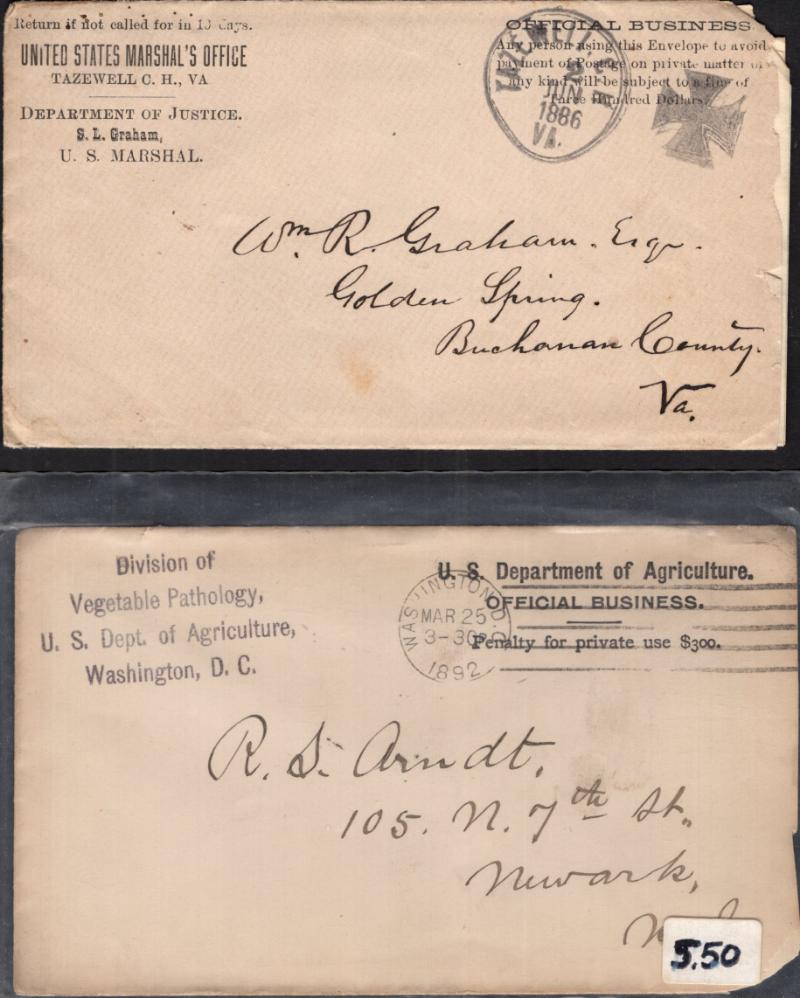 Return if not called for in 10 days.
UNITED STATES MARSHAL'S OFFICE
TAZEWELL C. H., VA
DEPARTMENT OF JUSTICE.
S. L. Graham,
U. S. MARSHAL.
OFFICIAL BUSINESS
Any person using this Envelope to avoid
payment of Postage on private matter of
any kind will be subject to a fine of
Three Hundred Dollars.
TAZEWELL
2
JUN
1886
VA.
Wm R. Graham. Esqr.
Golden Spring.
Buchanan County.
Va.
Division of
Vegetable Pathology,
U. S. Dept. of Agriculture,
Washington, D. C.
U. S. Department of Agriculture.
OFFICIAL BUSINESS.
Penalty for private use $300.
WASHINGTON, D.C.
MAR 25
3-30P
1892
R. S. Arndt,
105. N. 7th St.
Newark,
5.50